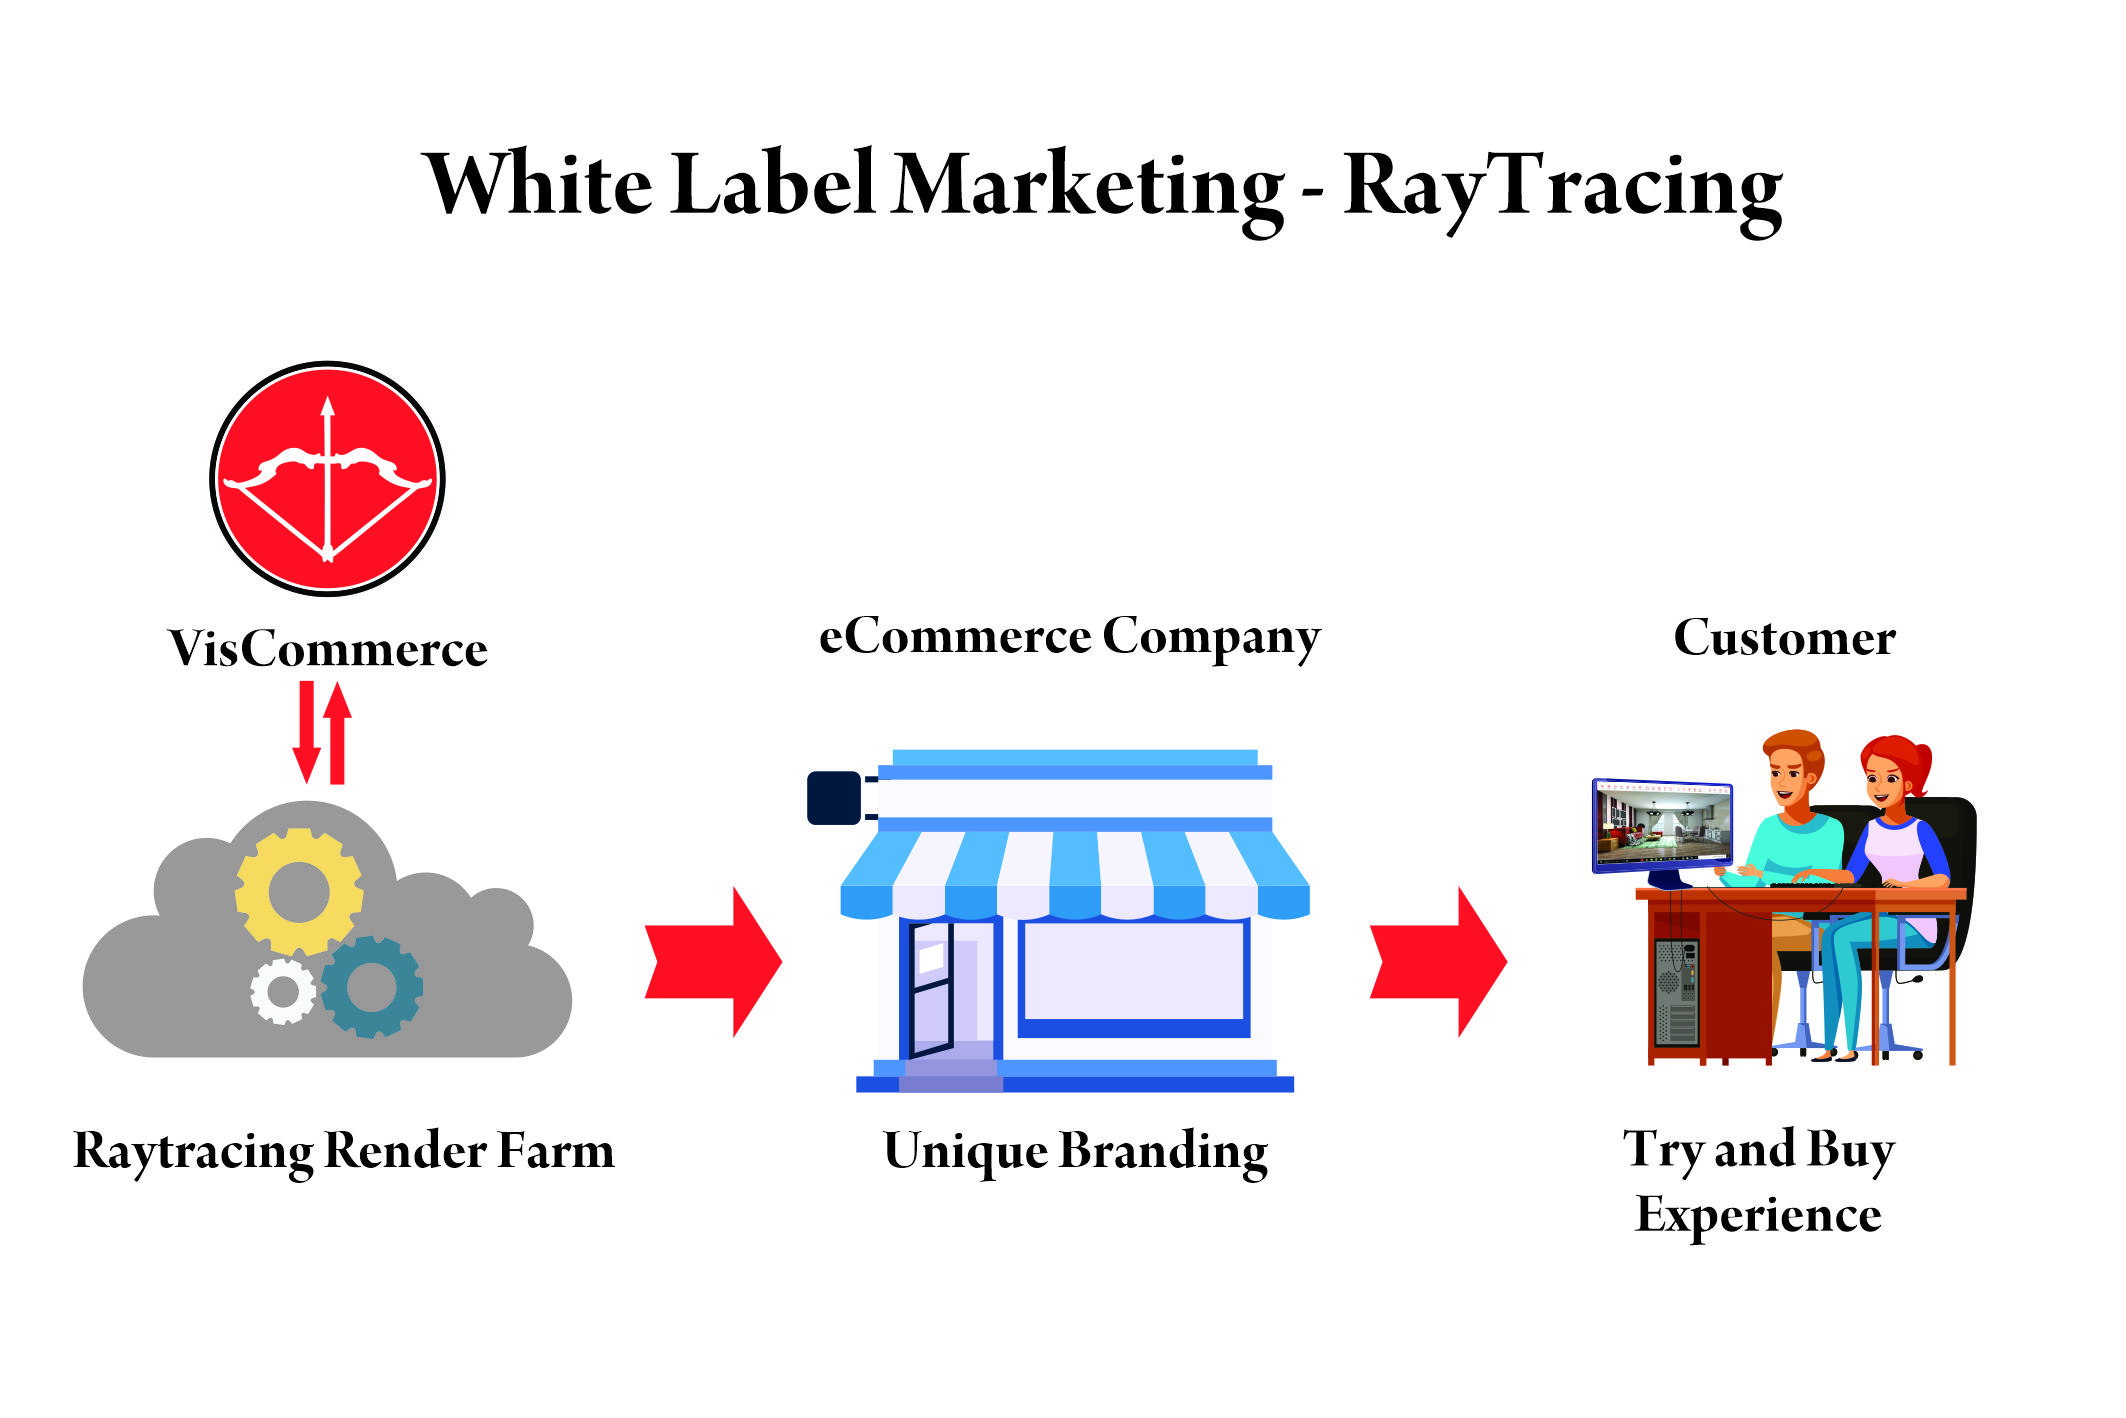 White Label Marketing - RayTracing
VisCommerce
eCommerce Company
Customer
Raytracing Render Farm
Unique Branding
Try and Buy
Experience